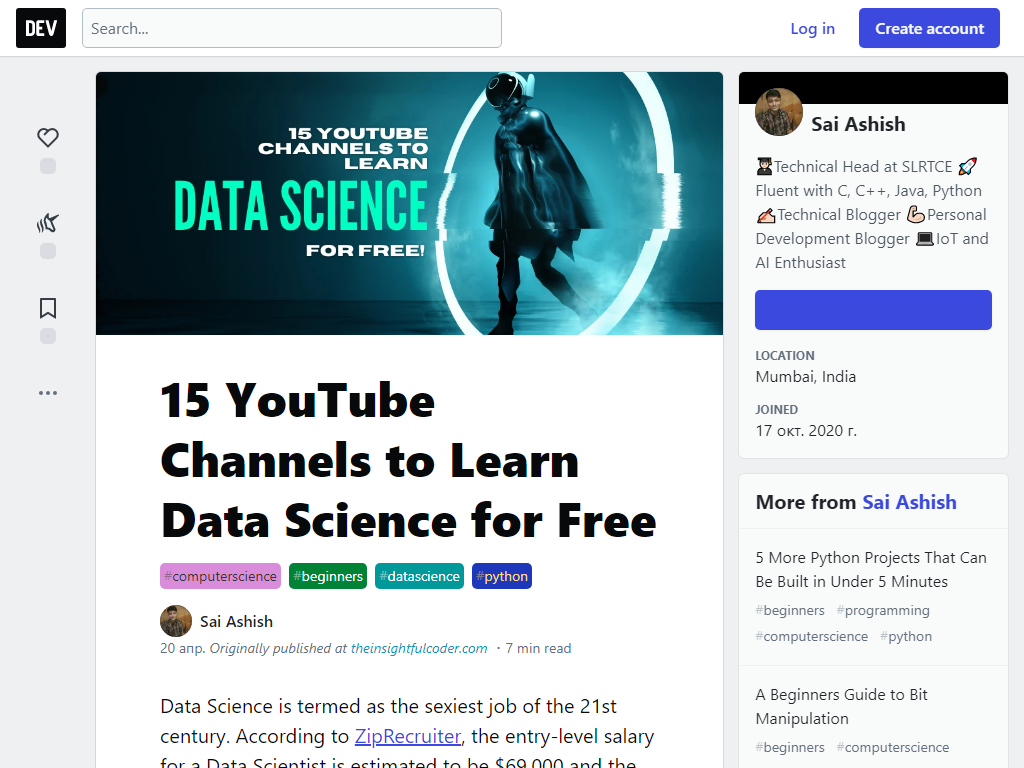 DEV
Search...
Log in
Create account
15 YOUTUBE
CHANNELS TO
LEARN
DATA SCIENCE
FOR FREE!
15 YouTube
Channels to Learn
Data Science for Free
#computerscience #beginners #datascience #python
Sai Ashish
20 апр. Originally published at theinsightfulcoder.com ・7 min read
Data Science is termed as the sexiest job of the 21st
century. According to ZipRecruiter, the entry-level salary
for a Data Scientist is estimated to be $69,000 and the
Sai Ashish
👨🏻‍🎓Technical Head at SLRTCE 🚀
Fluent with C, C++, Java, Python
✍🏻Technical Blogger 💪🏻Personal
Development Blogger 💻IoT and
AI Enthusiast
LOCATION
Mumbai, India
JOINED
17 окт. 2020 г.
More from Sai Ashish
5 More Python Projects That Can
Be Built in Under 5 Minutes
#beginners #programming
#computerscience #python
A Beginners Guide to Bit
Manipulation
#beginners #computerscience